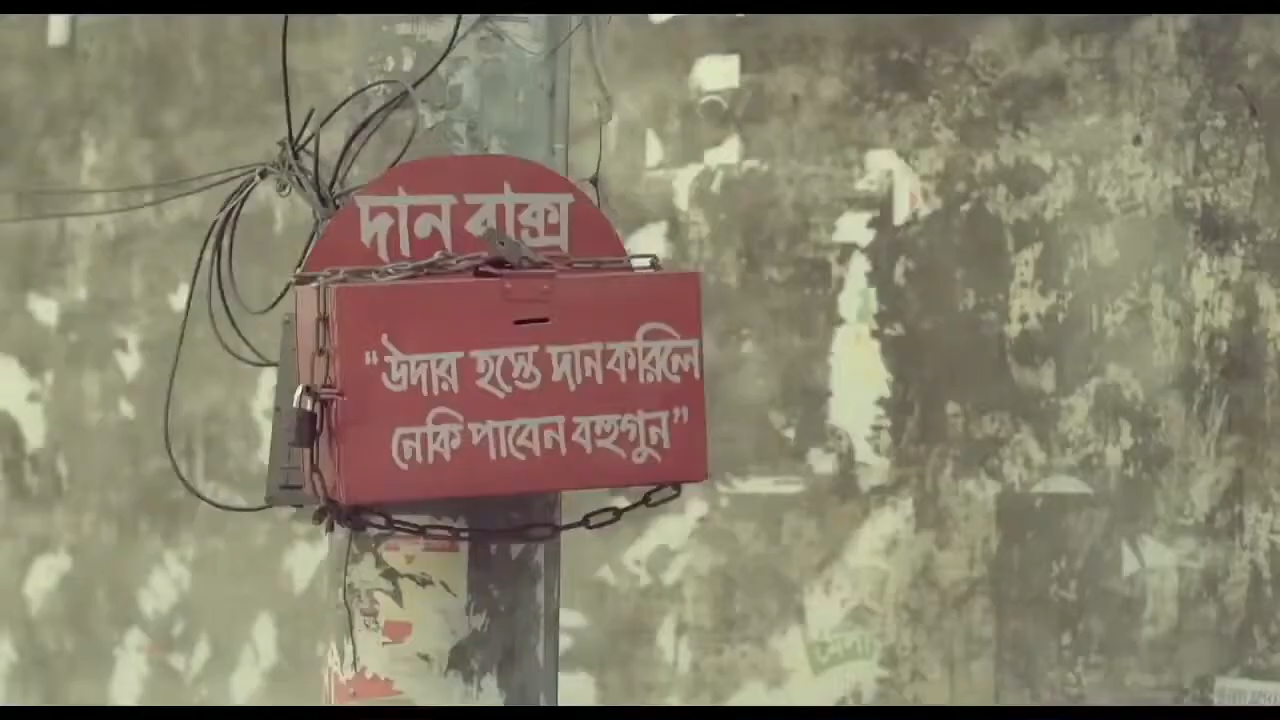 দান বাক্স
“উদার হস্তে দান করিলে
নেকি পাবেন বহুগুন”